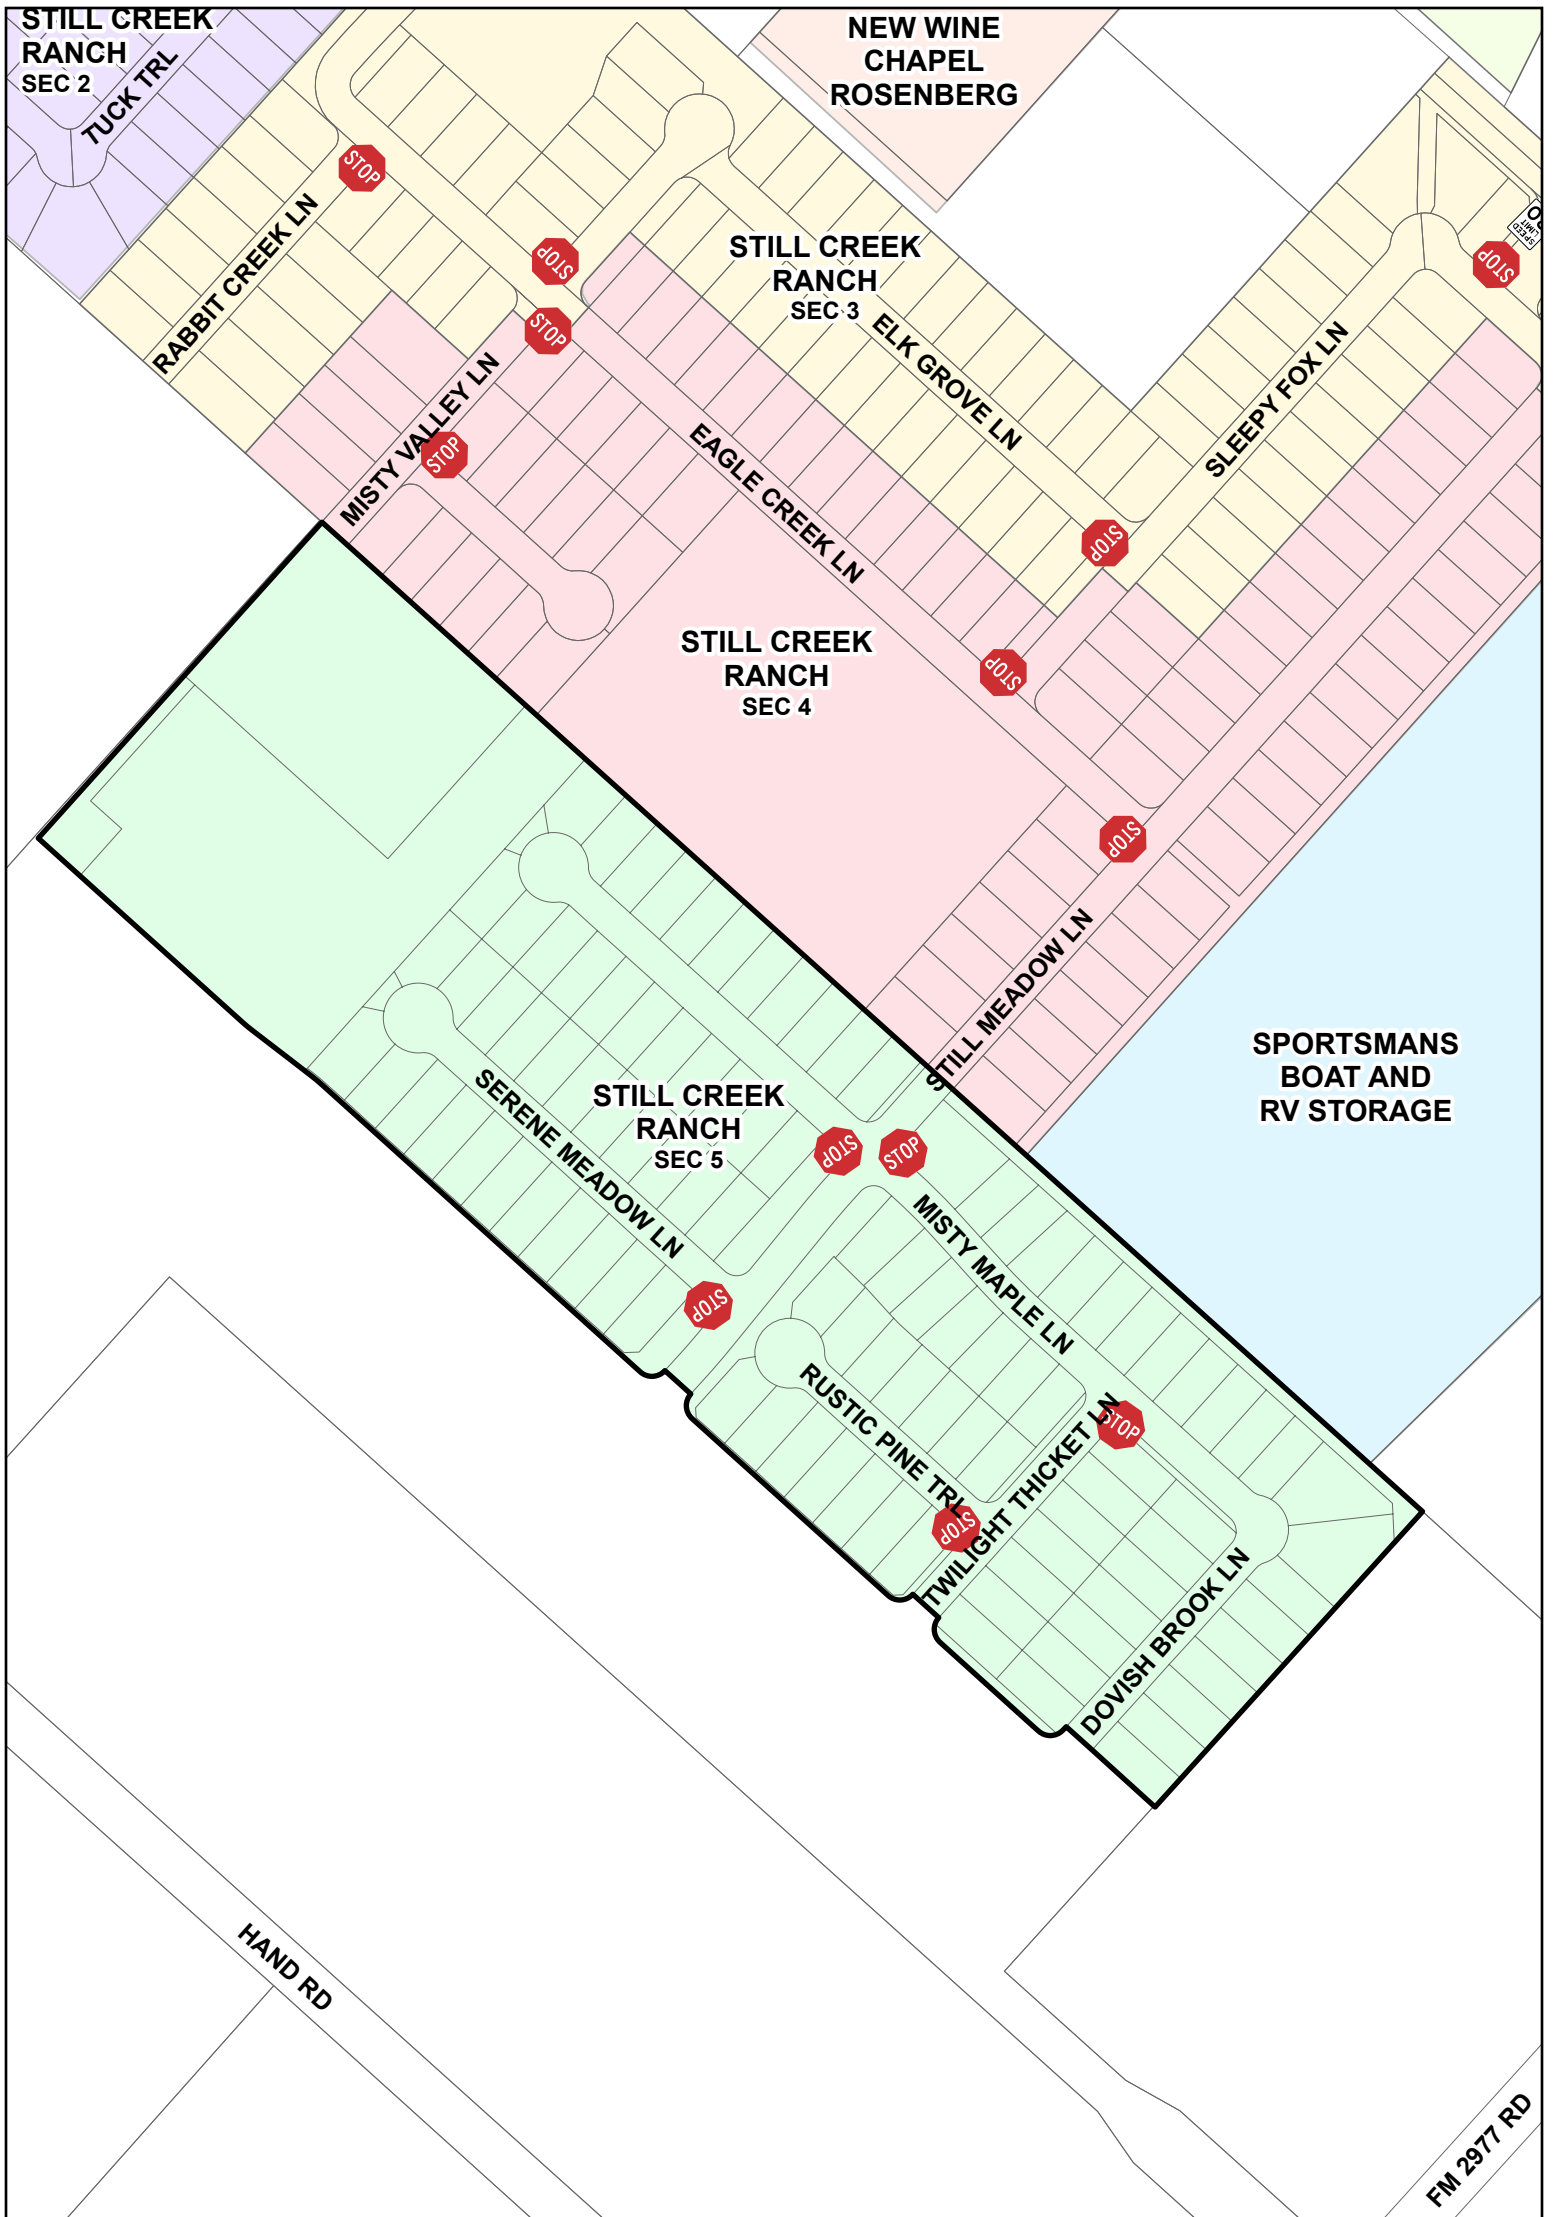 STILL CREEK
RANCH
SEC 2
TUCK TRL
NEW WINE
CHAPEL
ROSENBERG
STOP
RABBIT CREEK LN
SPEED
LIMIT
STOP
STOP
STILL CREEK
RANCH
SEC 3
STOP
ELK GROVE LN
SLEEPY FOX LN
MISTY VALLEY LN
STOP
EAGLE CREEK LN
STOP
STILL CREEK
RANCH
SEC 4
STOP
STOP
STILL MEADOW LN
SPORTSMANS
BOAT AND
RV STORAGE
STILL CREEK
RANCH
SEC 5
SERENE MEADOW LN
STOP
STOP
MISTY MAPLE LN
STOP
RUSTIC PINE TRL
STOP
TWILIGHT THICKET LN
STOP
DOVISH BROOK LN
HAND RD
FM 2977 RD